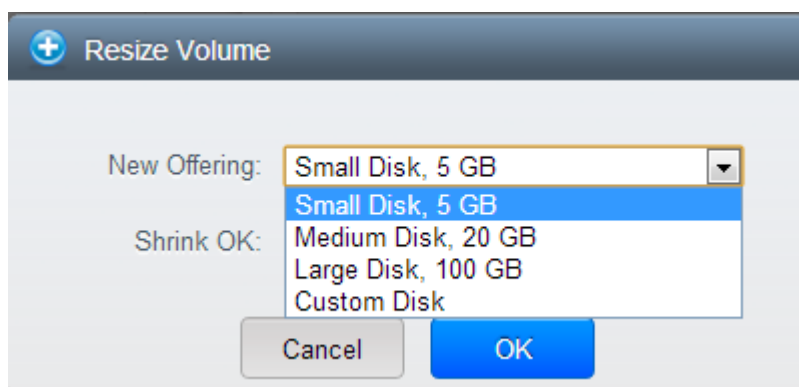 Resize Volume
New Offering: Small Disk, 5 GB
Small Disk, 5 GB
Shrink OK: Medium Disk, 20 GB
Large Disk, 100 GB
Custom Disk
Cancel OK